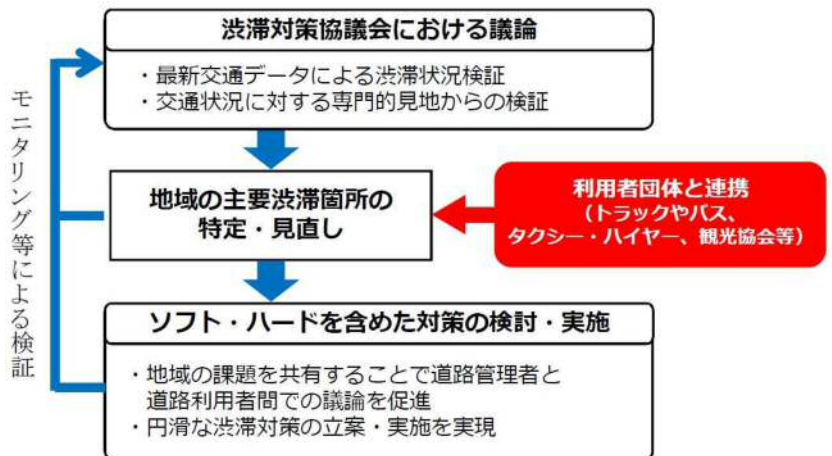 渋滞対策協議会における議論
・最新交通データによる渋滞状況検証
・交通状況に対する専門的見地からの検証
地域の主要渋滞箇所の
特定・見直し
利用者団体と連携
（トラックやバス、
タクシー・ハイヤー、観光協会等）
ソフト・ハードを含めた対策の検討・実施
・地域の課題を共有することで道路管理者と
道路利用者間での議論を促進
・円滑な渋滞対策の立案・実施を実現
モニタリング等による検証